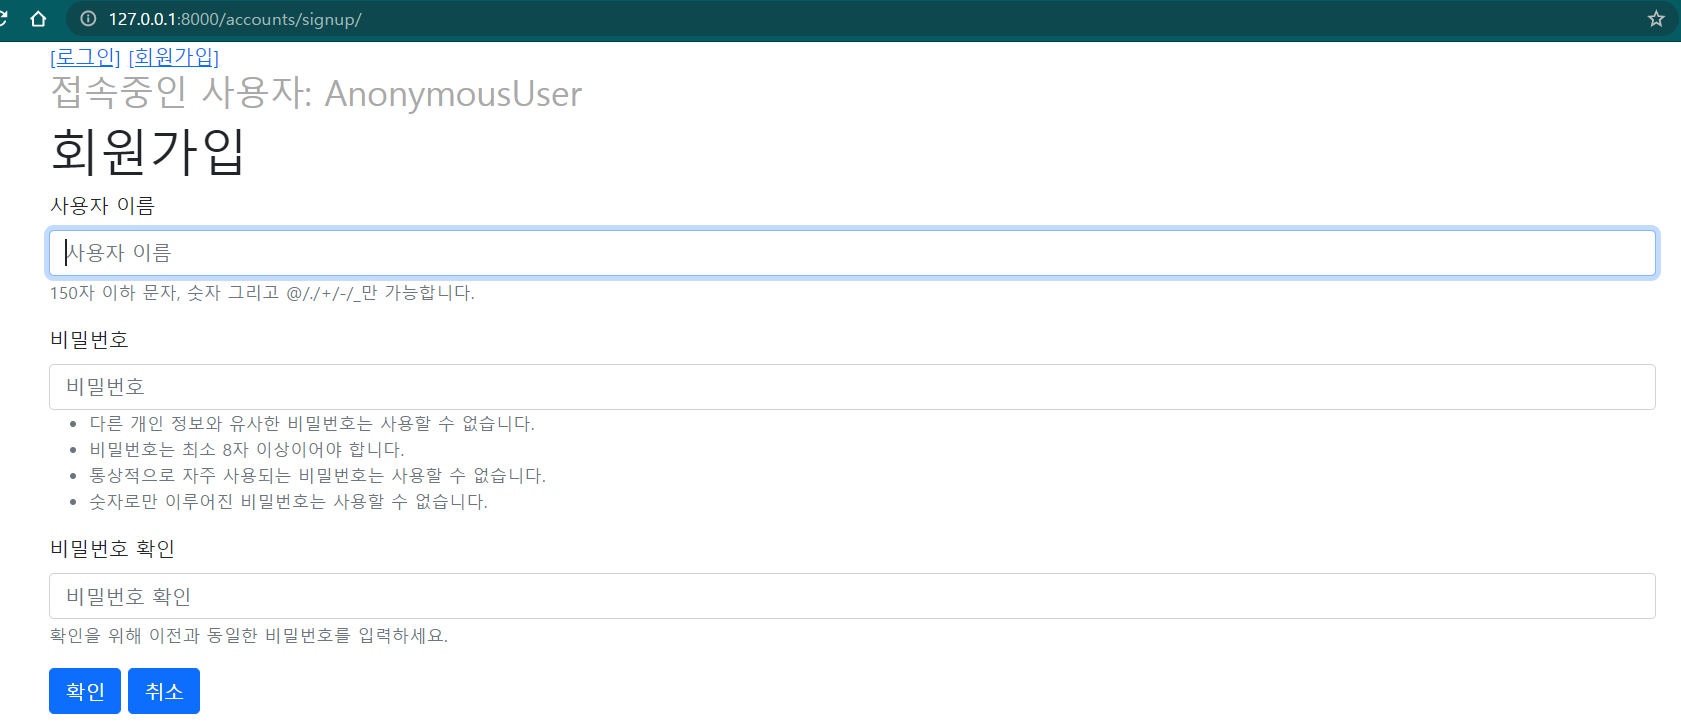 127.0.0.1:8000/accounts/signup/
[로그인] [회원가입]
접속중인 사용자: AnonymousUser
회원가입
사용자 이름
사용자 이름
150자 이하 문자, 숫자 그리고 @/./+/-/_만 가능합니다.
비밀번호
비밀번호
• 다른 개인 정보와 유사한 비밀번호는 사용할 수 없습니다.
• 비밀번호는 최소 8자 이상이어야 합니다.
• 통상적으로 자주 사용되는 비밀번호는 사용할 수 없습니다.
• 숫자로만 이루어진 비밀번호는 사용할 수 없습니다.
비밀번호 확인
비밀번호 확인
확인을 위해 이전과 동일한 비밀번호를 입력하세요.
확인 취소